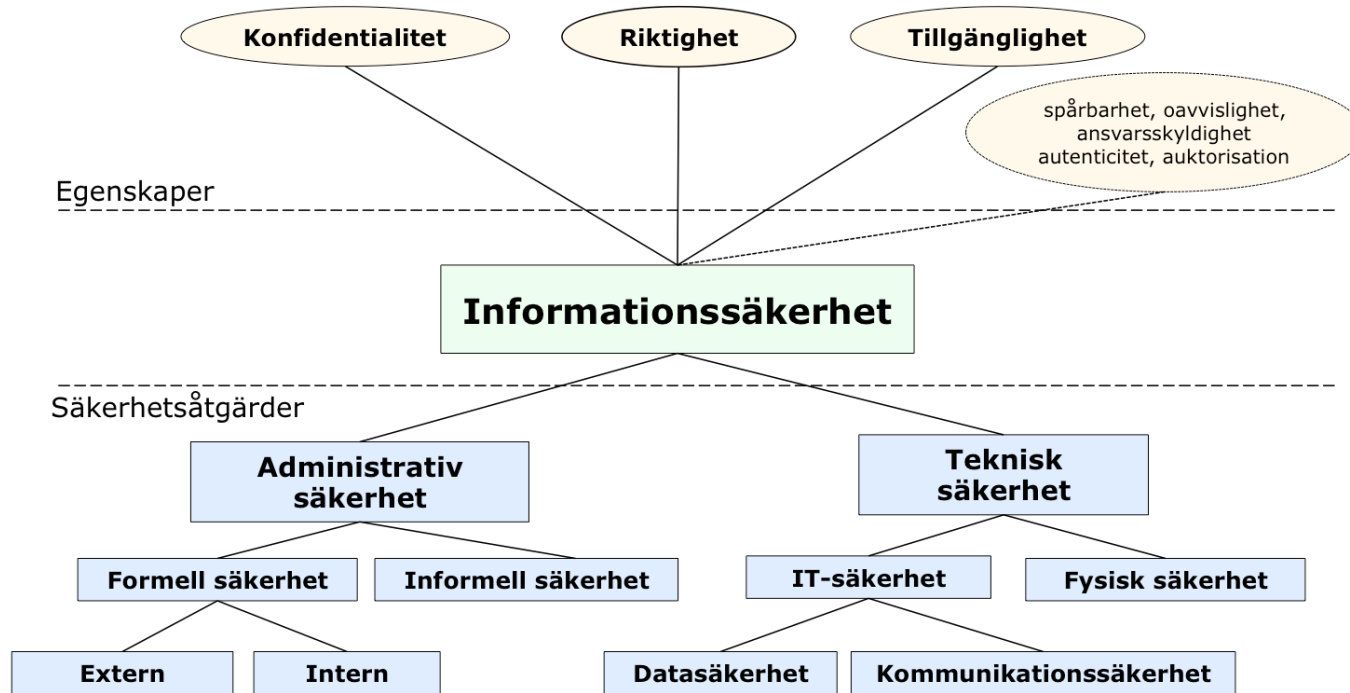 Konfidentialitet
Riktighet
Tillgänglighet
spårbarhet, oavvislighet,
ansvarsskyldighet
autenticitet, auktorisation
Egenskaper
Informationssäkerhet
Säkerhetsåtgärder
Administrativ
säkerhet
Teknisk
säkerhet
Formell säkerhet
Informell säkerhet
IT-säkerhet
Fysisk säkerhet
Extern
Intern
Datasäkerhet
Kommunikationssäkerhet